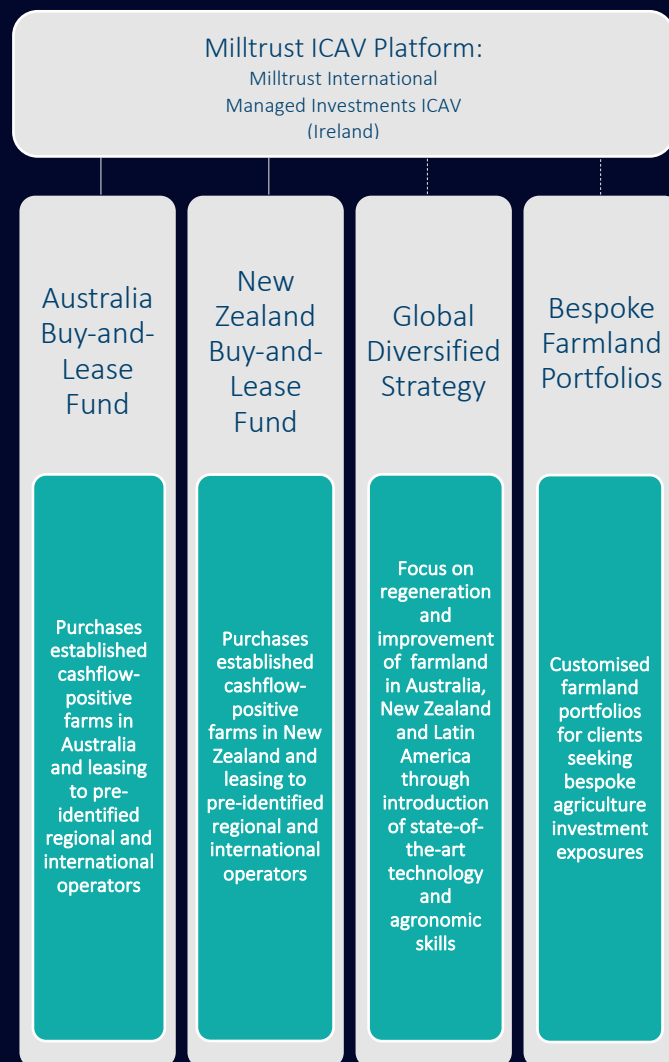 Milltrust ICAV Platform:
Milltrust International
Managed Investments ICAV
(Ireland)
Australia
Buy-and-
Lease
Fund
Purchases
established
cashflow-
positive
farms in
Australia
and leasing
to pre-
identified
regional and
international
operators
New
Zealand
Buy-and-
Lease
Fund
Purchases
established
cashflow-
positive
farms in New
Zealand and
leasing to
pre-identified
regional and
international
operators
Global
Diversified
Strategy
Focus on
regeneration
and
improvement
of farmland
in Australia,
New Zealand
and Latin
America
through
introduction
of state-of-
the-art
technology
and
agronomic
skills
Bespoke
Farmland
Portfolios
Customised
farmland
portfolios
for clients
seeking
bespoke
agriculture
investment
exposures